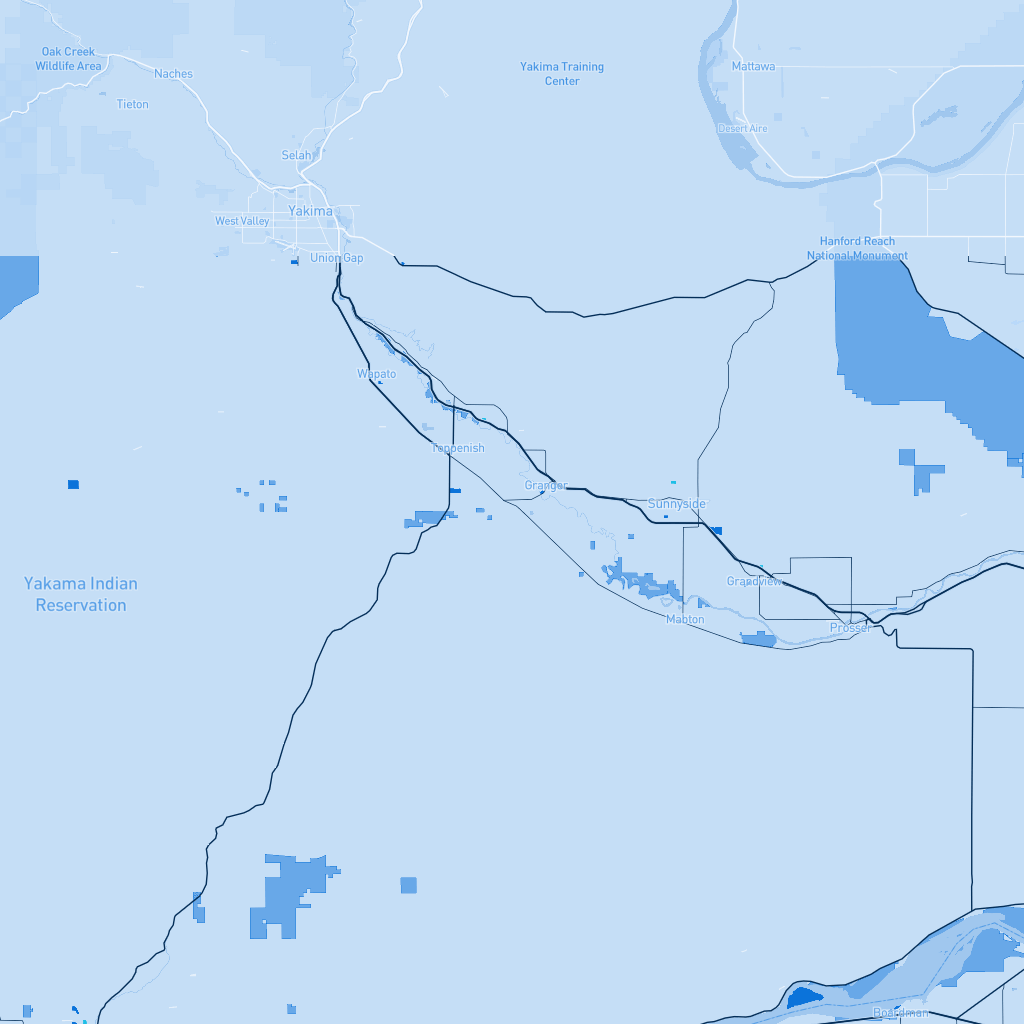 Oak Creek
Wildlife Area
Naches
Tieton
Yakima Training
Center
Mattawa
Desert Aire
Selah
Yakima
West Valley
Union Gap
Hanford Reach
National Monument
Wapato
Toppenish
Granger
Sunnyside
Yakama Indian
Reservation
Grandview
Mabton
Prosser
Boardman